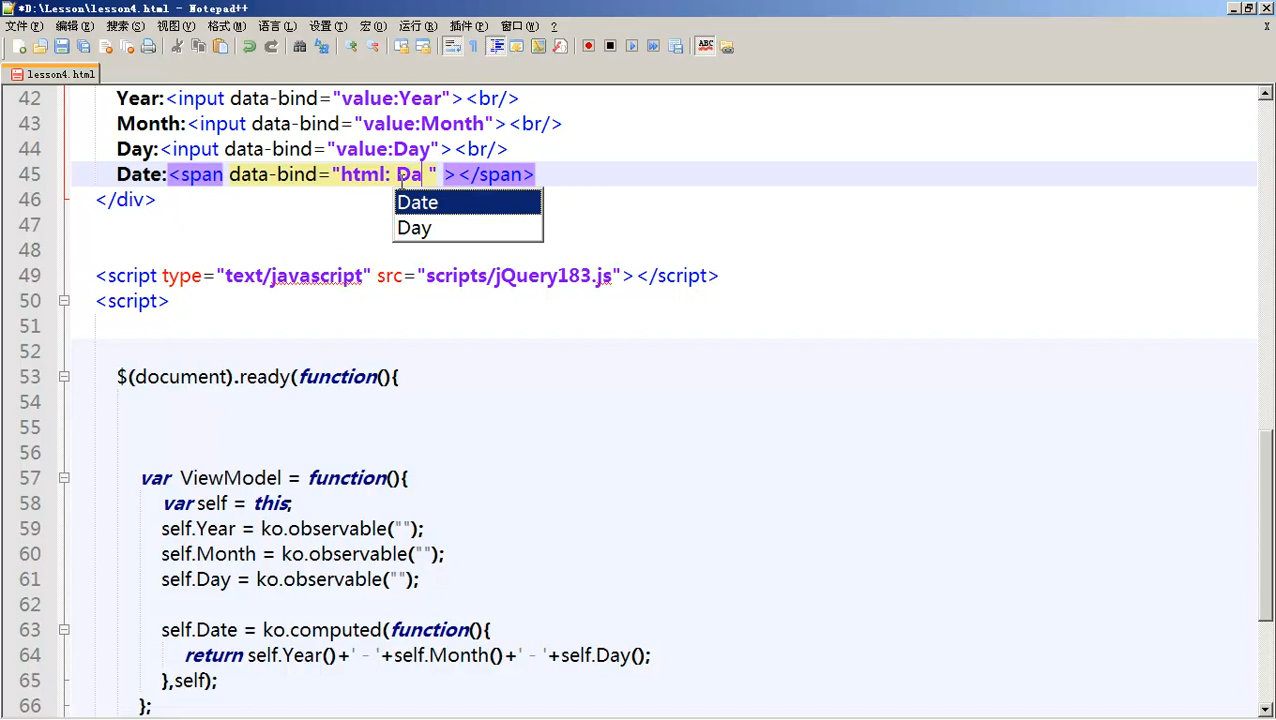 *D:\Lesson\lesson4.html - Notepad++
文件(F) 编辑(E) 搜索(S) 视图(V) 格式(M) 语言(L) 设置(T) 宏(O) 运行(R) 插件(P) 窗口(W) ? X
ABC
lesson4.html
42 Year:<input data-bind="value:Year"><br/>
43 Month:<input data-bind="value:Month"><br/>
44 Day:<input data-bind="value:Day"><br/>
45 Date:<span data-bind="html: Da " ></span>
46 </div>
Date
Day
47
48
49 <script type="text/javascript" src="scripts/jQuery183.js"></script>
50 <script>
51
52
53 $(document).ready(function(){
54
55
56
57 var ViewModel = function(){
58 var self = this;
59 self.Year = ko.observable("");
60 self.Month = ko.observable("");
61 self.Day = ko.observable("");
62
63 self.Date = ko.computed(function(){
64 return self.Year()+' - '+self.Month()+' - '+self.Day();
65 },self);
66 };